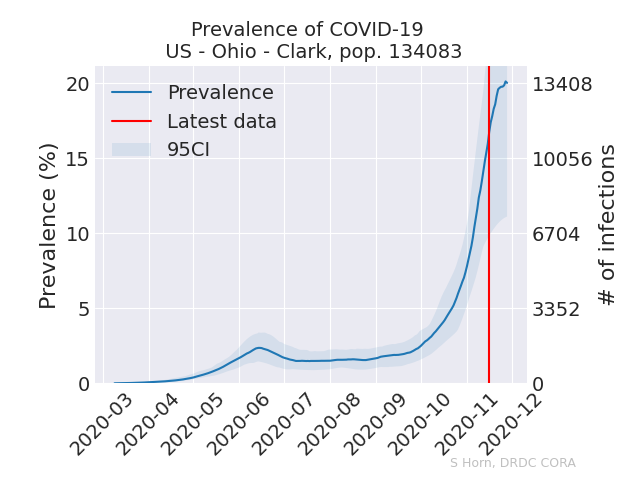 Prevalence of COVID-19
US - Ohio - Clark, pop. 134083
Prevalence
Latest data
95CI
Prevalence (%)
20
15
10
5
0
13408
10056
6704
3352
0
# of infections
2020-03
2020-04
2020-05
2020-06
2020-07
2020-08
2020-09
2020-10
2020-11
2020-12
S Horn, DRDC CORA